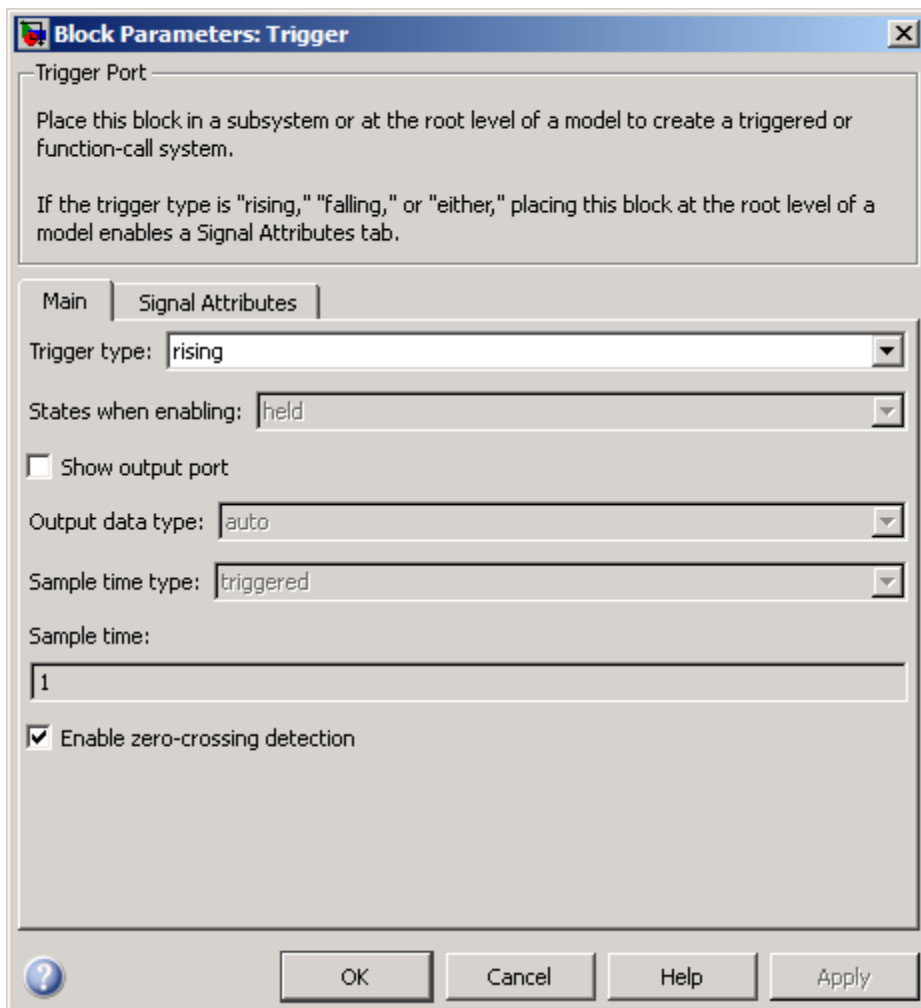 Block Parameters: Trigger
Trigger Port
Place this block in a subsystem or at the root level of a model to create a triggered or
function-call system.
If the trigger type is "rising," "falling," or "either," placing this block at the root level of a
model enables a Signal Attributes tab.
Main Signal Attributes
Trigger type: rising
States when enabling: held
Show output port
Output data type: auto
Sample time type: triggered
Sample time:
1
Enable zero-crossing detection
? OK Cancel Help Apply